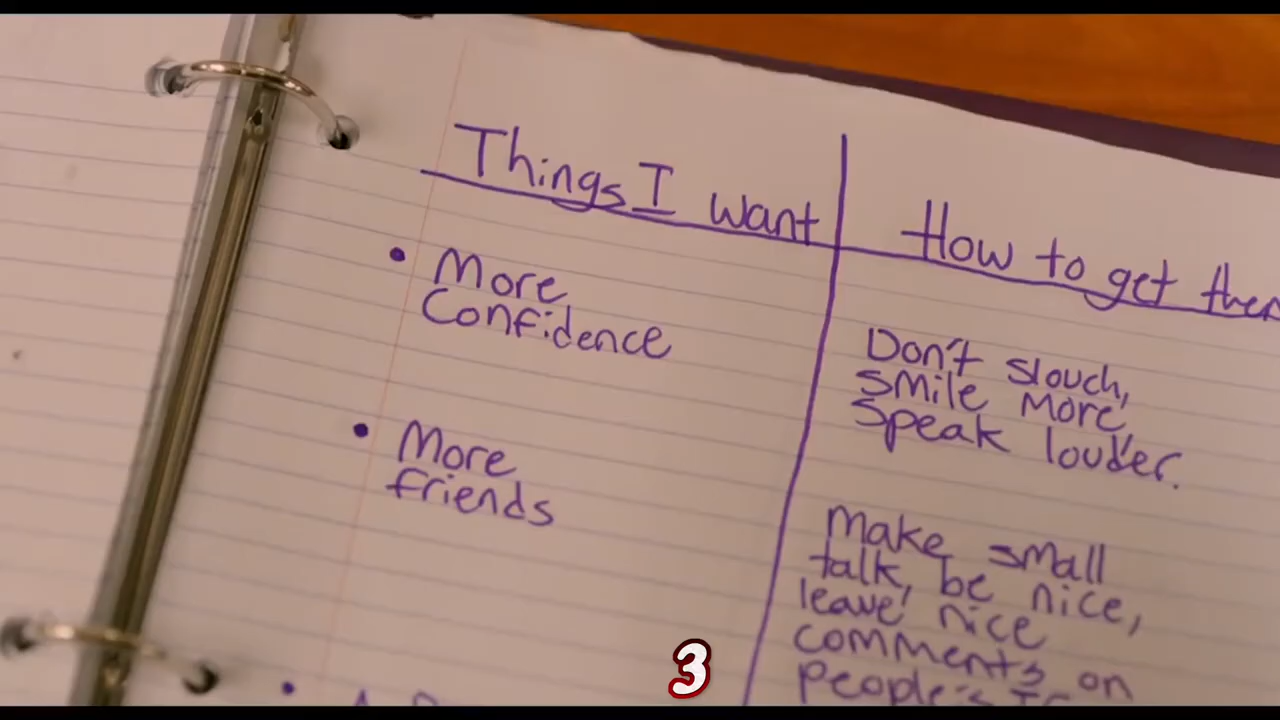 Things I want
How to get
• More
Confidence
Don't slouch,
smile more,
speak louder.
• More
friends
Make small
talk, be nice,
leave nice
comments on
people's
3